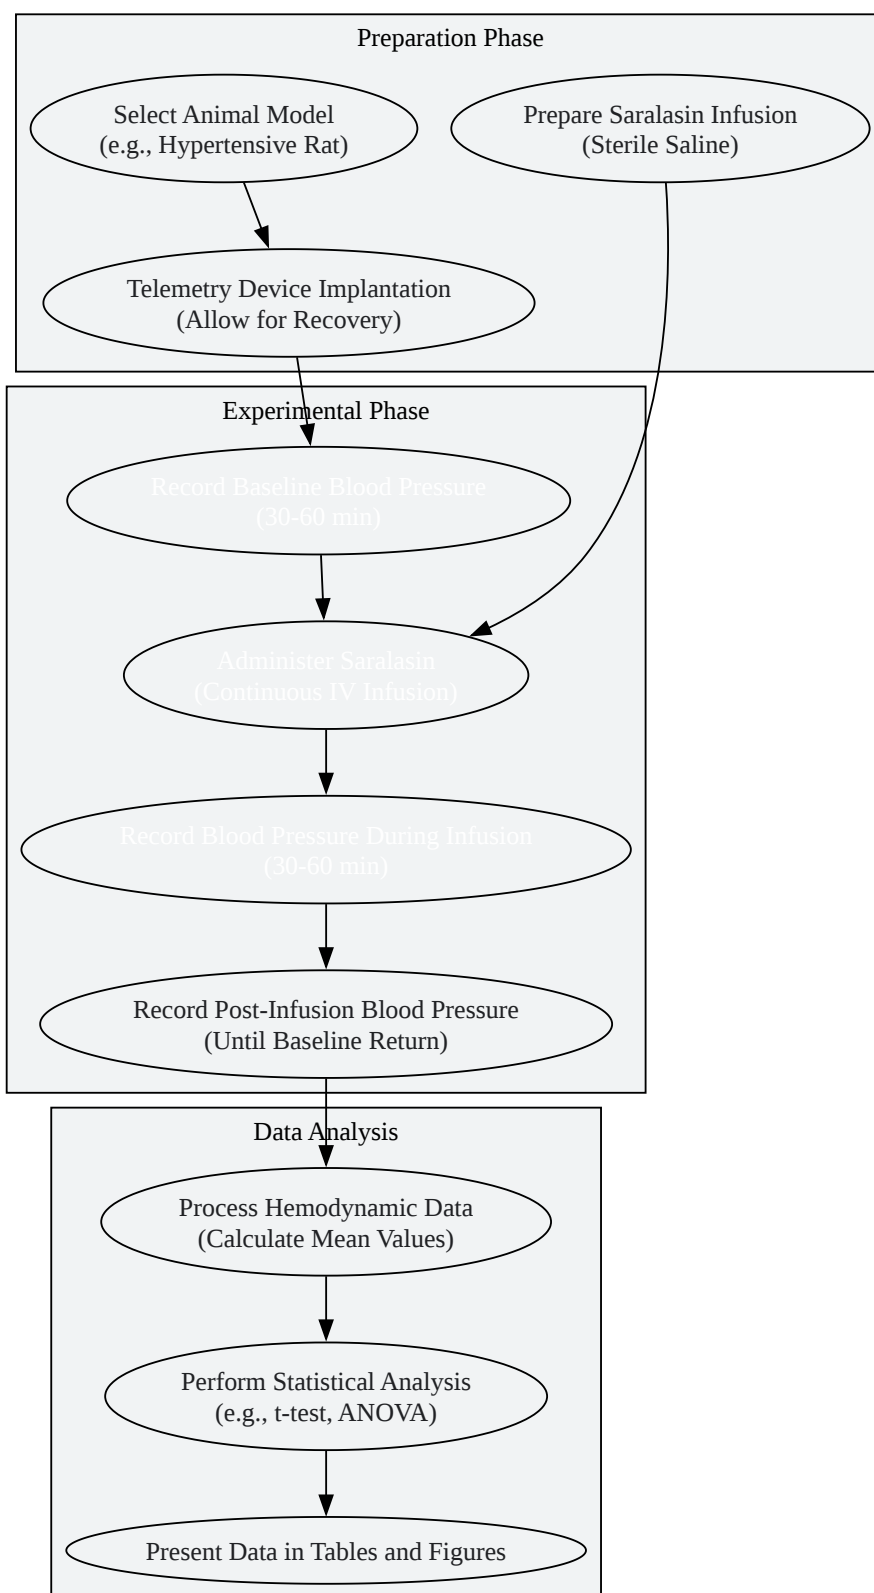 Preparation Phase
Select Animal Model
(e.g., Hypertensive Rat)
Prepare Saralasin Infusion
(Sterile Saline)
Telemetry Device Implantation
(Allow for Recovery)
Experimental Phase
Record Baseline Blood Pressure
(30-60 min)
Administer Saralasin
(Continuous IV Infusion)
Record Blood Pressure During Infusion
(30-60 min)
Record Post-Infusion Blood Pressure
(Until Baseline Return)
Data Analysis
Process Hemodynamic Data
(Calculate Mean Values)
Perform Statistical Analysis
(e.g., t-test, ANOVA)
Present Data in Tables and Figures